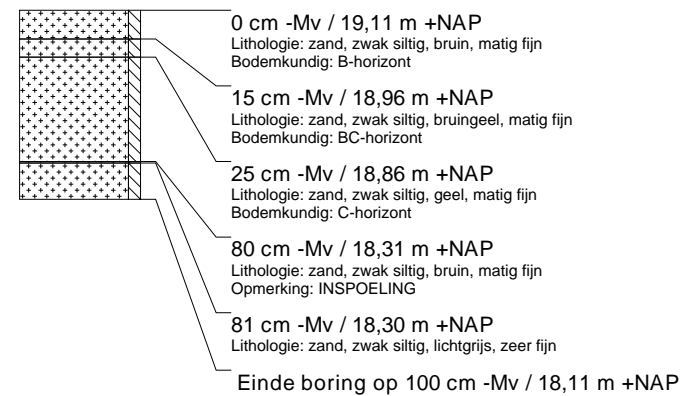 0 cm -Mv / 19,11 m +NAP
Lithologie: zand, zwak siltig, bruin, matig fijn
Bodemkundig: B-horizont
15 cm -Mv / 18,96 m +NAP
Lithologie: zand, zwak siltig, bruingeel, matig fijn
Bodemkundig: BC-horizont
25 cm -Mv / 18,86 m +NAP
Lithologie: zand, zwak siltig, geel, matig fijn
Bodemkundig: C-horizont
80 cm -Mv / 18,31 m +NAP
Lithologie: zand, zwak siltig, bruin, matig fijn
Opmerking: INSPOELING
81 cm -Mv / 18,30 m +NAP
Lithologie: zand, zwak siltig, lichtgrijs, zeer fijn
Einde boring op 100 cm -Mv / 18,11 m +NAP